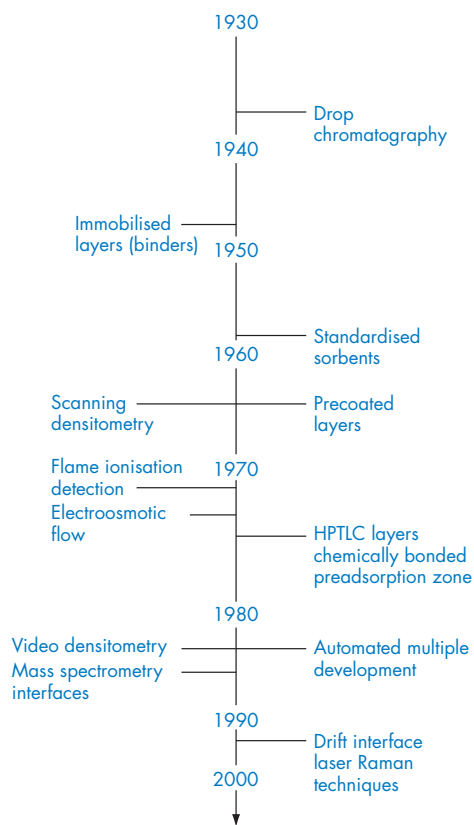 1930
Drop
chromatography
1940
Immobilised
layers (binders)
1950
Standardised
sorbents
1960
Scanning
densitometry
Precoated
layers
1970
Flame ionisation
detection
Electroosmotic
flow
HPTLC layers
chemically bonded
preadsorption zone
1980
Video densitometry
Mass spectrometry
interfaces
Automated multiple
development
1990
Drift interface
laser Raman
techniques
2000